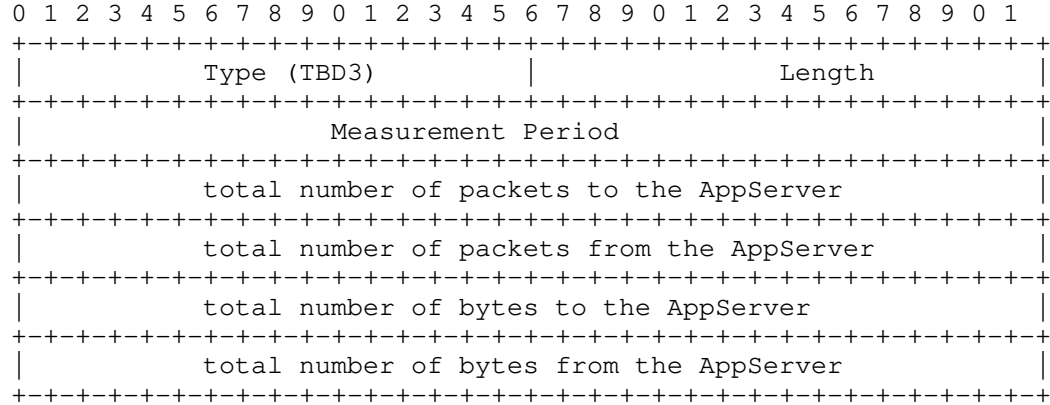 0 1 2 3 4 5 6 7 8 9 0 1 2 3 4 5 6 7 8 9 0 1 2 3 4 5 6 7 8 9 0 1
+-+-+-+-+-+-+-+-+-+-+-+-+-+-+-+-+-+-+-+-+-+-+-+-+-+-+-+-+-+-+-+-+
|           Type (TBD3)         |               Length          |
+-+-+-+-+-+-+-+-+-+-+-+-+-+-+-+-+-+-+-+-+-+-+-+-+-+-+-+-+-+-+-+-+
|                   Measurement Period                          |
+-+-+-+-+-+-+-+-+-+-+-+-+-+-+-+-+-+-+-+-+-+-+-+-+-+-+-+-+-+-+-+-+
|           total number of packets to the AppServer            |
+-+-+-+-+-+-+-+-+-+-+-+-+-+-+-+-+-+-+-+-+-+-+-+-+-+-+-+-+-+-+-+-+
|           total number of packets from the AppServer          |
+-+-+-+-+-+-+-+-+-+-+-+-+-+-+-+-+-+-+-+-+-+-+-+-+-+-+-+-+-+-+-+-+
|           total number of bytes to the AppServer              |
+-+-+-+-+-+-+-+-+-+-+-+-+-+-+-+-+-+-+-+-+-+-+-+-+-+-+-+-+-+-+-+-+
|           total number of bytes from the AppServer            |
+-+-+-+-+-+-+-+-+-+-+-+-+-+-+-+-+-+-+-+-+-+-+-+-+-+-+-+-+-+-+-+-+